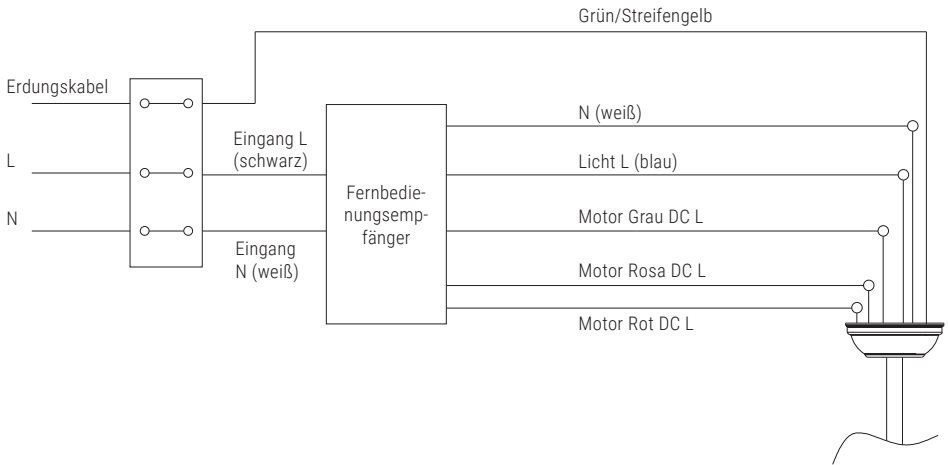 Grün/Streifengelb
Erdungskabel
L
N
Eingang L
(schwarz)
Eingang
N (weiß)
Fernbedie-
nungsemp-
fänger
N (weiß)
Licht L (blau)
Motor Grau DC L
Motor Rosa DC L
Motor Rot DC L